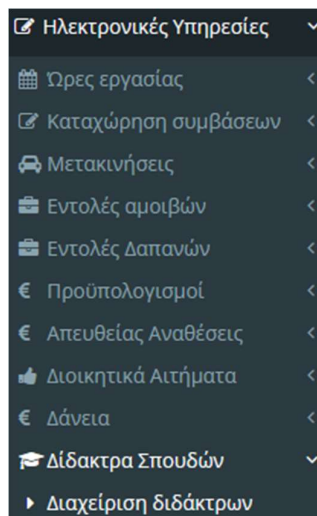 Ηλεκτρονικές Υπηρεσίες
Ώρες εργασίας
Καταχώρηση συμβάσεων
Μετακινήσεις
Εντολές αμοιβών
Εντολές Δαπανών
€ Προϋπολογισμοί
€ Απευθείας Αναθέσεις
Διοικητικά Αιτήματα
€ Δάνεια
Δίδακτρα Σπουδών
Διαχείριση διδάκτρων